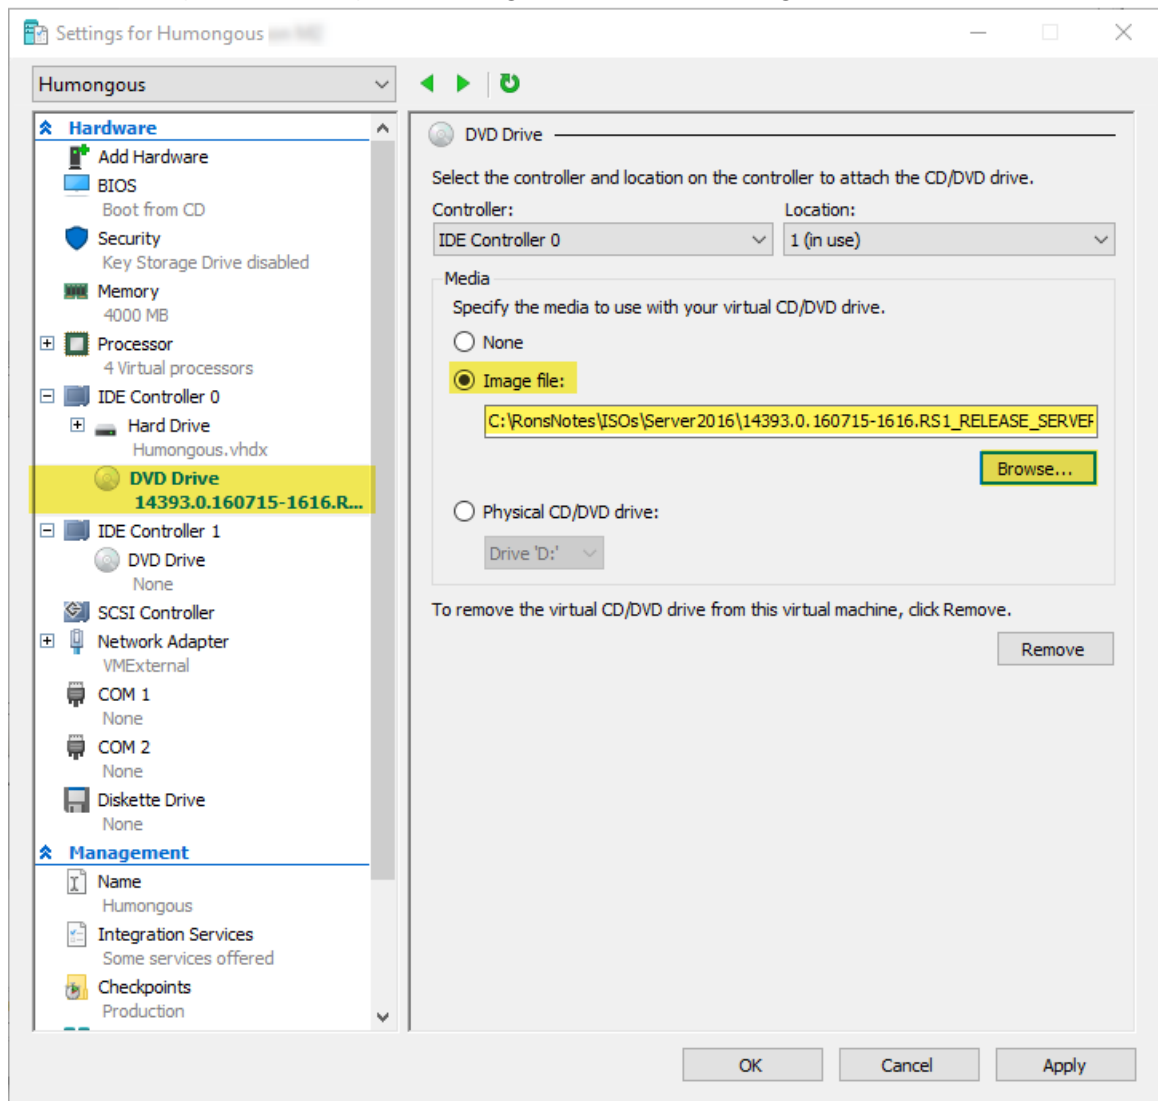 Settings for Humongous
Humongous
Hardware
Add Hardware
BIOS
Boot from CD
Security
Key Storage Drive disabled
Memory
4000 MB
Processor
4 Virtual processors
IDE Controller 0
Hard Drive
Humongous.vhdx
DVD Drive
14393.0.160715-1616.R...
IDE Controller 1
DVD Drive
None
SCSI Controller
Network Adapter
VMExternal
COM 1
None
COM 2
None
Diskette Drive
None
Management
Name
Humongous
Integration Services
Some services offered
Checkpoints
Production
DVD Drive
Select the controller and location on the controller to attach the CD/DVD drive.
Controller: Location:
IDE Controller 0 1 (in use)
Media
Specify the media to use with your virtual CD/DVD drive.
None
Image file:
C:\RonsNotes\ISOs\Server2016\14393.0.160715-1616.RS1_RELEASE_SERVER
Browse...
Physical CD/DVD drive:
Drive 'D:'
To remove the virtual CD/DVD drive from this virtual machine, click Remove.
Remove
OK Cancel Apply